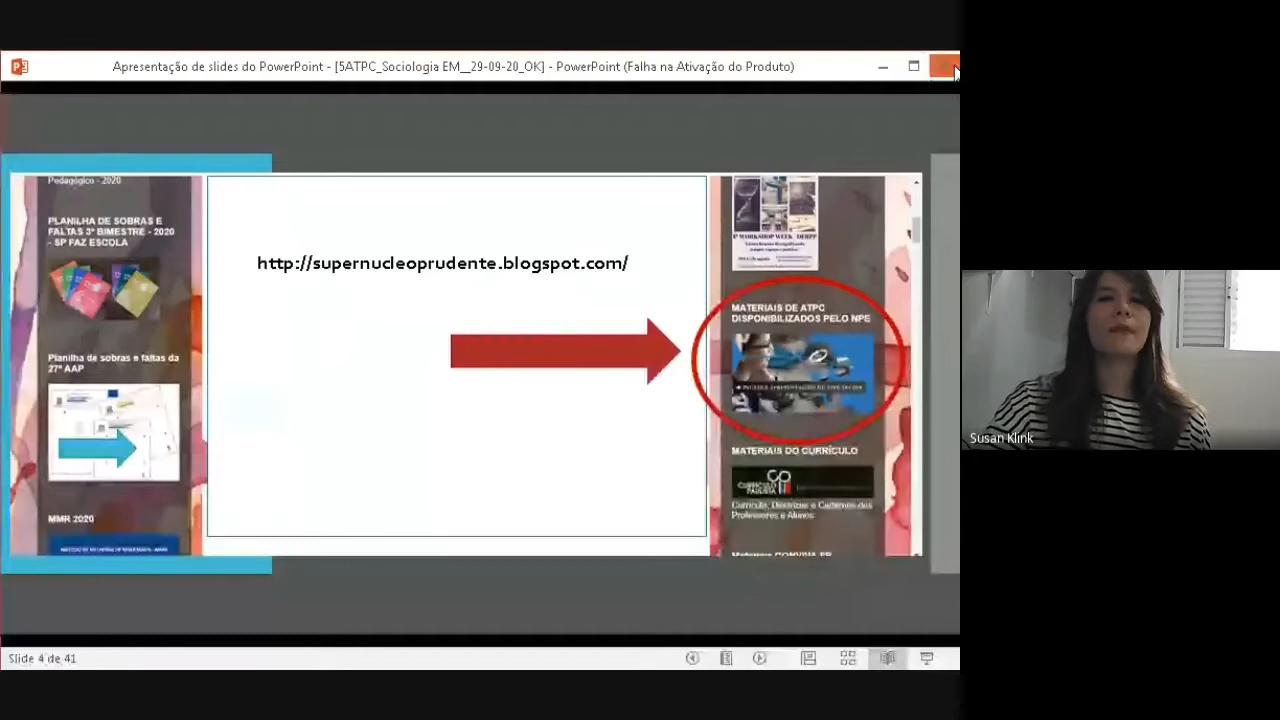 Apresentação de slides do PowerPoint - [5ATPC_Sociologia EM__29-09-20_OK] - PowerPoint (Falha na Ativação do Produto)
Pedagógico - 2020
PLANILHA DE SOBRAS E
FALTAS 3º BIMESTRE - 2020
- SP FAZ ESCOLA
Planilha de sobras e faltas da
27ª AAP
MMR 2020
http://supernucleoprudente.blogspot.com/
MATERIAIS DE ATPC
DISPONIBILIZADOS PELO NPE
MATERIAIS DO CURRÍCULO
CURRÍCULO
PAULISTA
Currículo, Diretrizes e Cadernos dos
Professores e Alunos
Susan Klink
Slide 4 de 41